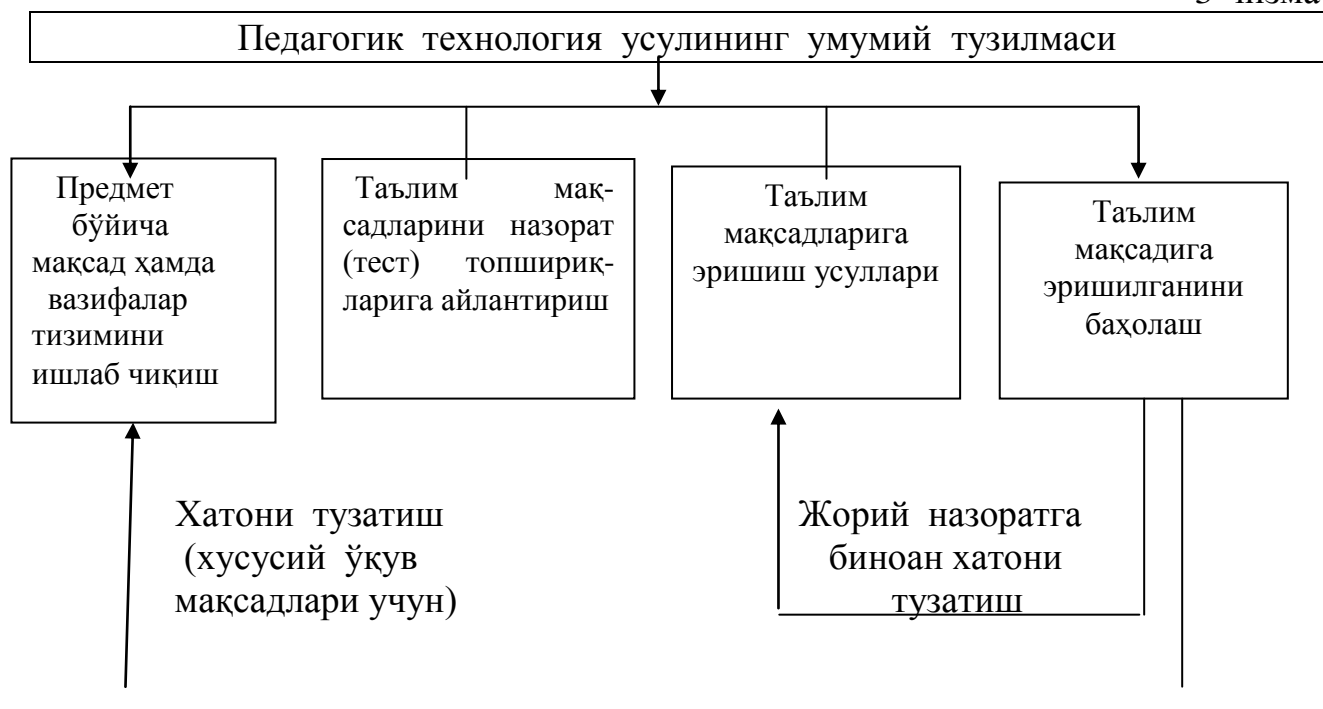 Педагогик технология усулининг умумий тузилмаси
Предмет
бўйича
мақсад ҳамда
вазифалар
тизимини
ишлаб чиқиш
Таълим мақ-
садларини назорат
(тест) топшириқ-
ларига айлантириш
Таълим
мақсадларига
эришиш усуллари
Таълим
мақсадига
эришилганини
баҳолаш
Хатони тузатиш
(хусусий ўқув
мақсадлари учун)
Жорий назоратга
биноан хатони
тузатиш